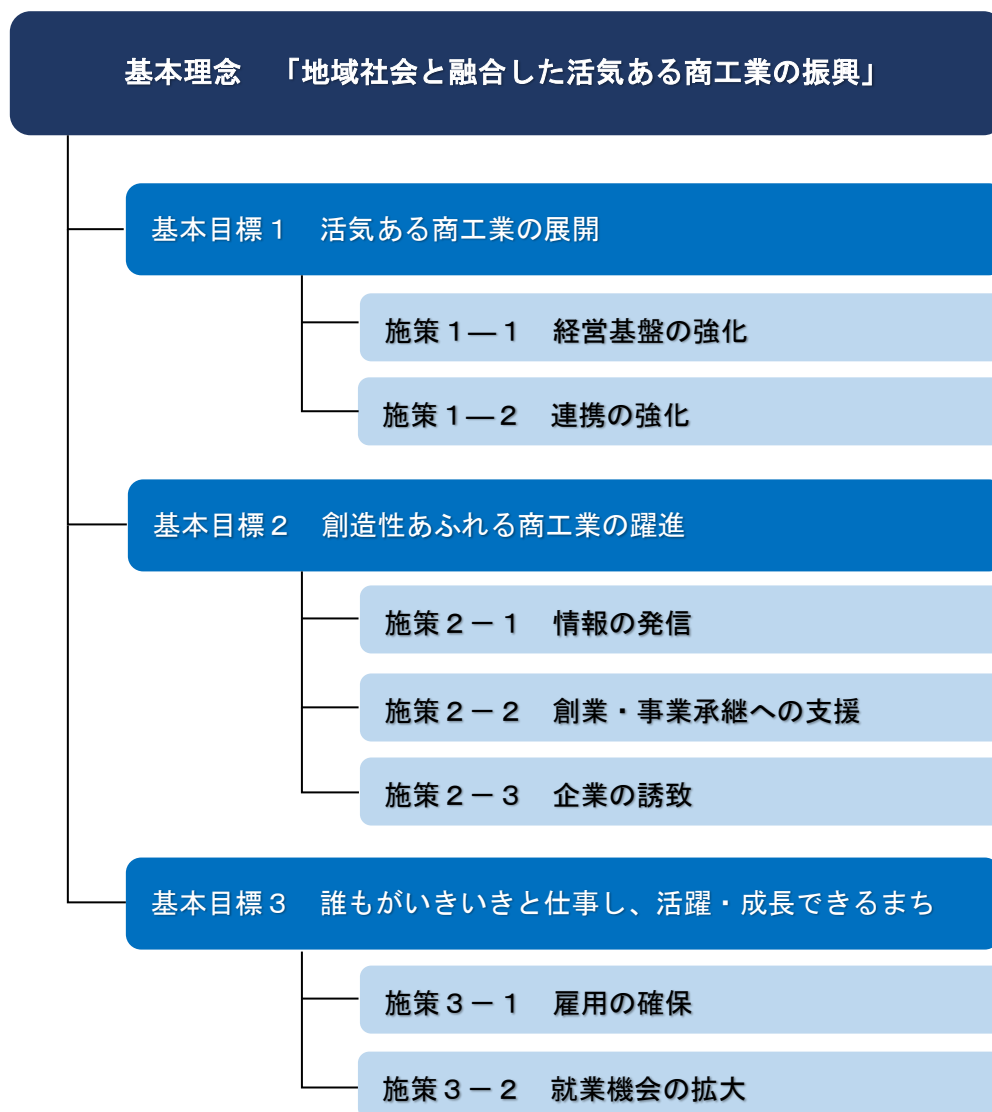 基本理念　「地域社会と融合した活気ある商工業の振興」
基本目標１　活気ある商工業の展開
施策１―１　経営基盤の強化
施策１―２　連携の強化
基本目標２　創造性あふれる商工業の躍進
施策２－１　情報の発信
施策２－２　創業・事業承継への支援
施策２－３　企業の誘致
基本目標３　誰もがいきいきと仕事し、活躍・成長できるまち
施策３－１　雇用の確保
施策３－２　就業機会の拡大